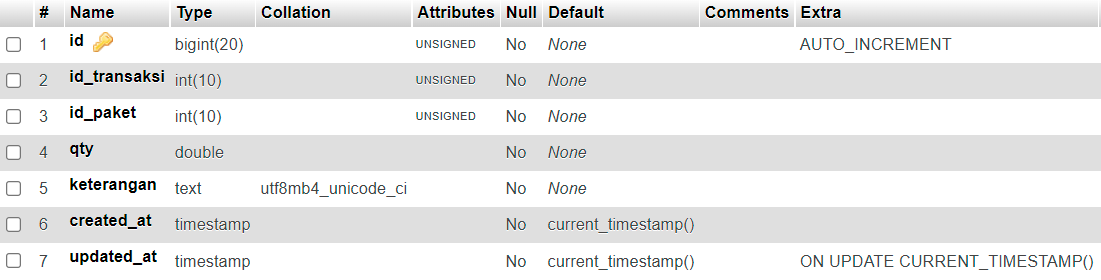 # Name Type Collation Attributes Null Default Comments Extra
1 id bigint(20) UNSIGNED No None AUTO_INCREMENT
2 id_transaksi int(10) UNSIGNED No None
3 id_paket int(10) UNSIGNED No None
4 qty double No None
5 keterangan text utf8mb4_unicode_ci No None
6 created_at timestamp No current_timestamp()
7 updated_at timestamp No current_timestamp() ON UPDATE CURRENT_TIMESTAMP()